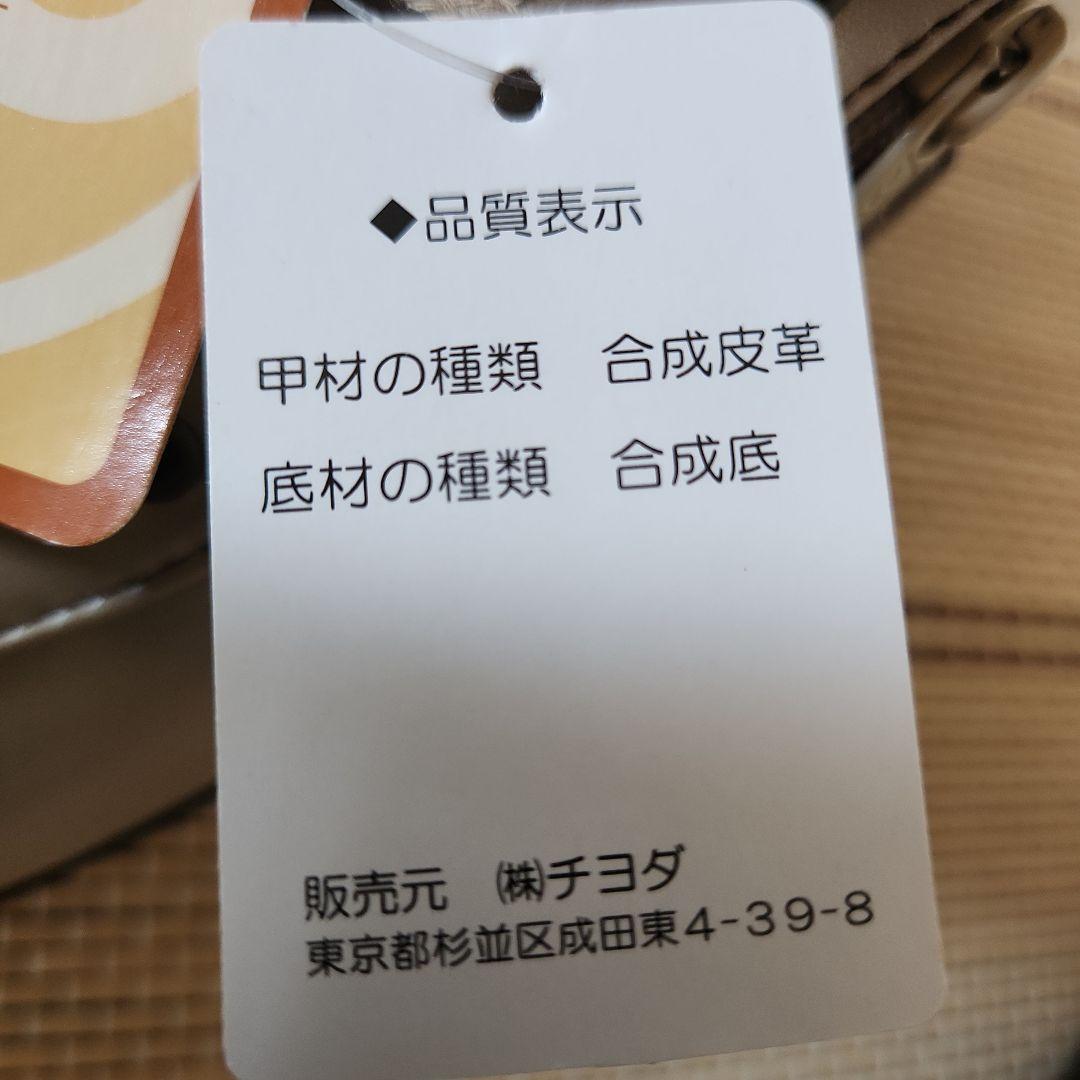 ◆品質表示
甲材の種類　合成皮革
底材の種類　合成底
販売元　㈱チヨダ
東京都杉並区成田東4-39-8